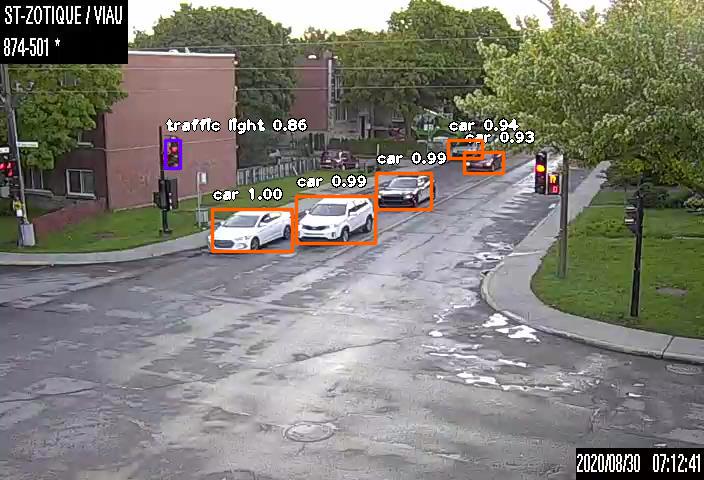 ST-ZOTIQUE / VIAU
874-501 *
traffic light 0.86
car 0.94
car 0.93
car 0.99
car 0.99
car 1.00
0
2020/08/30 07:12:41